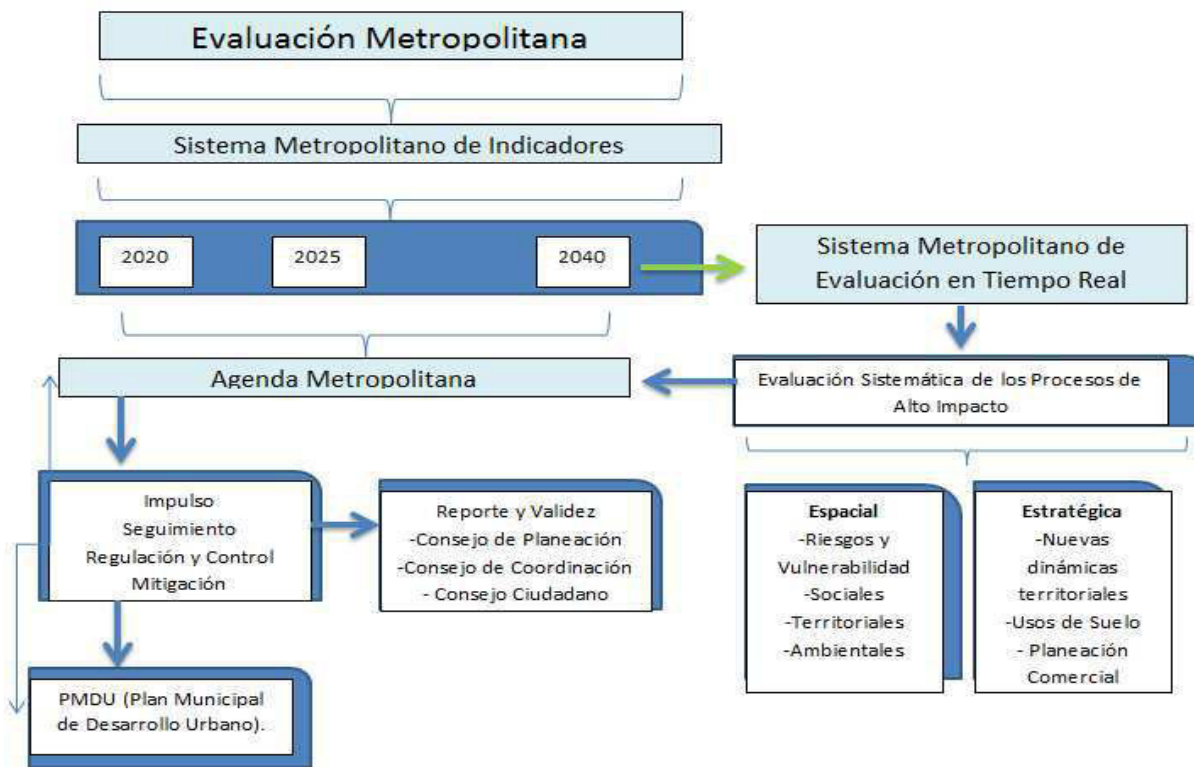 Evaluación Metropolitana
Sistema Metropolitano de Indicadores
2020
2025
2040
Sistema Metropolitano de
Evaluación en Tiempo Real
Agenda Metropolitana
Evaluación Sistemática de los Procesos de
Alto Impacto
Impulso
Seguimiento
Regulación y Control
Mitigación
Reporte y Validez
-Consejo de Planeación
-Consejo de Coordinación
- Consejo Ciudadano
Espacial
-Riesgos y
Vulnerabilidad
-Sociales
-Territoriales
-Ambientales
Estratégica
-Nuevas
dinámicas
territoriales
-Usos de Suelo
- Planeación
Comercial
PMDU (Plan Municipal
de Desarrollo Urbano).